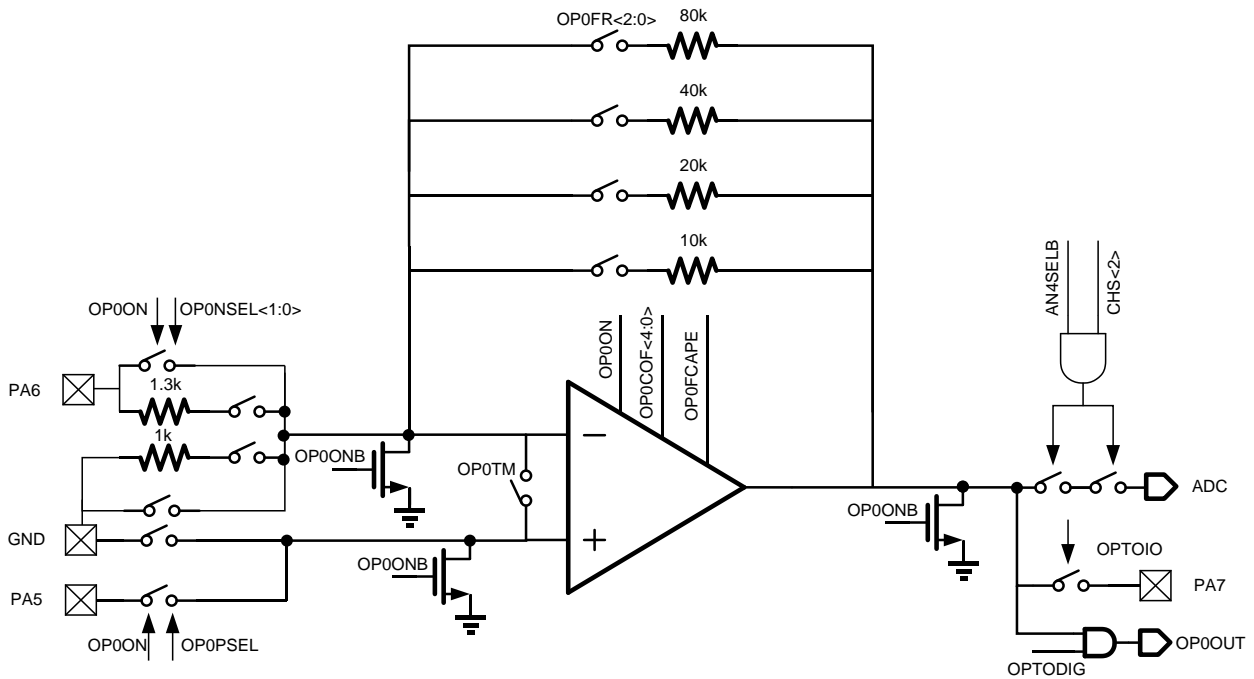 OP0FR<2:0>
80k
40k
20k
10k
AN4SELB
CHS<2>
OP0ON
OP0NSEL<1:0>
OP0ON
OP0COF<4:0>
OP0FCAPE
PA6
1.3k
1k
OP0ONB
OP0TM
ADC
GND
OP0ONB
OP0ONB
OPTOIO
PA5
PA7
OP0ON
OP0PSEL
OPTODIG
OP0OUT